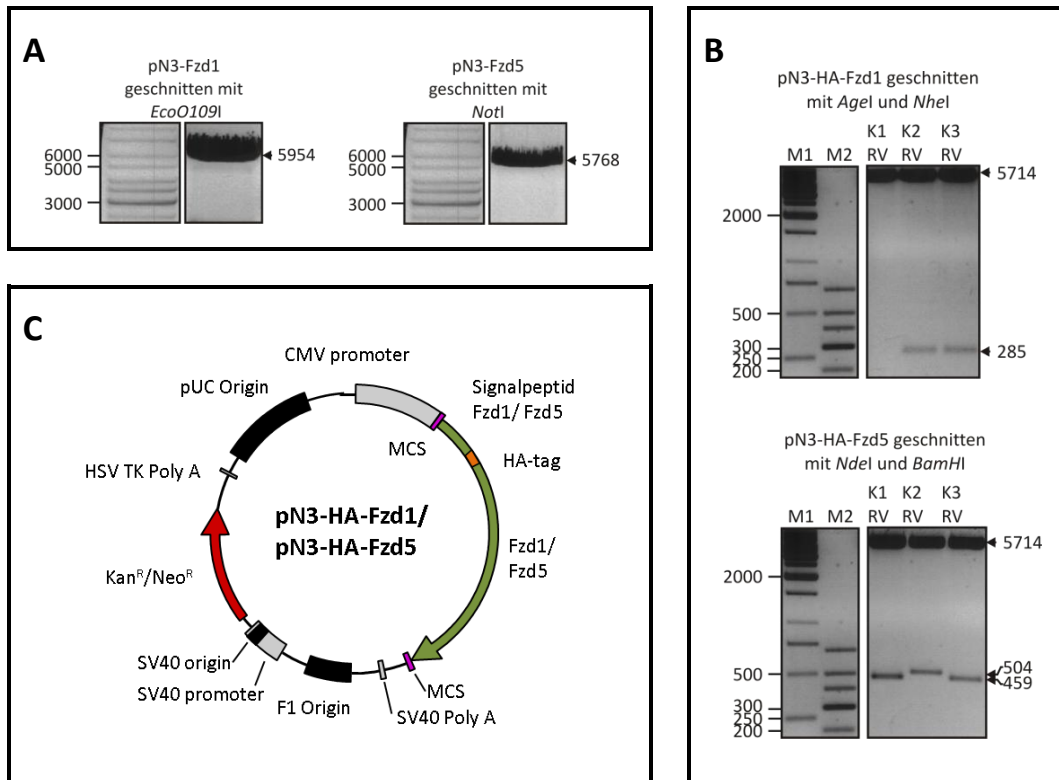 A
pN3-Fzd1
geschnitten mit
EcoO109I
6000
5000
3000
5954
pN3-Fzd5
geschnitten mit
NotI
6000
5000
3000
5768
B
pN3-HA-Fzd1 geschnitten
mit AgeI und NheI
K1 K2 K3
M1 M2 RV RV RV
5714
2000
500
300
250
200
285
pN3-HA-Fzd5 geschnitten
mit NdeI und BamHI
K1 K2 K3
M1 M2 RV RV RV
5714
2000
500
300
250
200
504
459
C
CMV promoter
pUC Origin
Signalpeptid
Fzd1/ Fzd5
MCS
HA-tag
HSV TK Poly A
pN3-HA-Fzd1/
pN3-HA-Fzd5
Fzd1/
Fzd5
Kanᴿ/Neoᴿ
SV40 origin
SV40 promoter
F1 Origin
MCS
SV40 Poly A